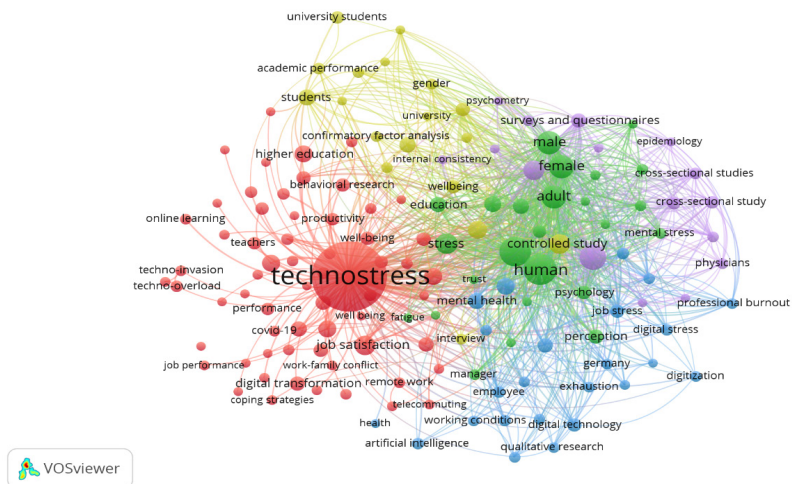 university students
academic performance
gender
students
psychometry
university
surveys and questionnaires
confirmatory factor analysis
male
epidemiology
higher education
internal consistency
female
cross-sectional studies
behavioral research
wellbeing
adult
education
cross-sectional study
online learning
productivity
teachers
well-being
stress
controlled study
mental stress
techno-invasion
technostress
human
physicians
techno-overload
trust
psychology
mental health
professional burnout
performance
well being
fatigue
job stress
covid-19
digital stress
job satisfaction
interview
perception
job performance
work-family conflict
germany
manager
digitization
digital transformation
remote work
employee
exhaustion
coping strategies
telecommuting
health
working conditions
digital technology
artificial intelligence
qualitative research
VOSviewer